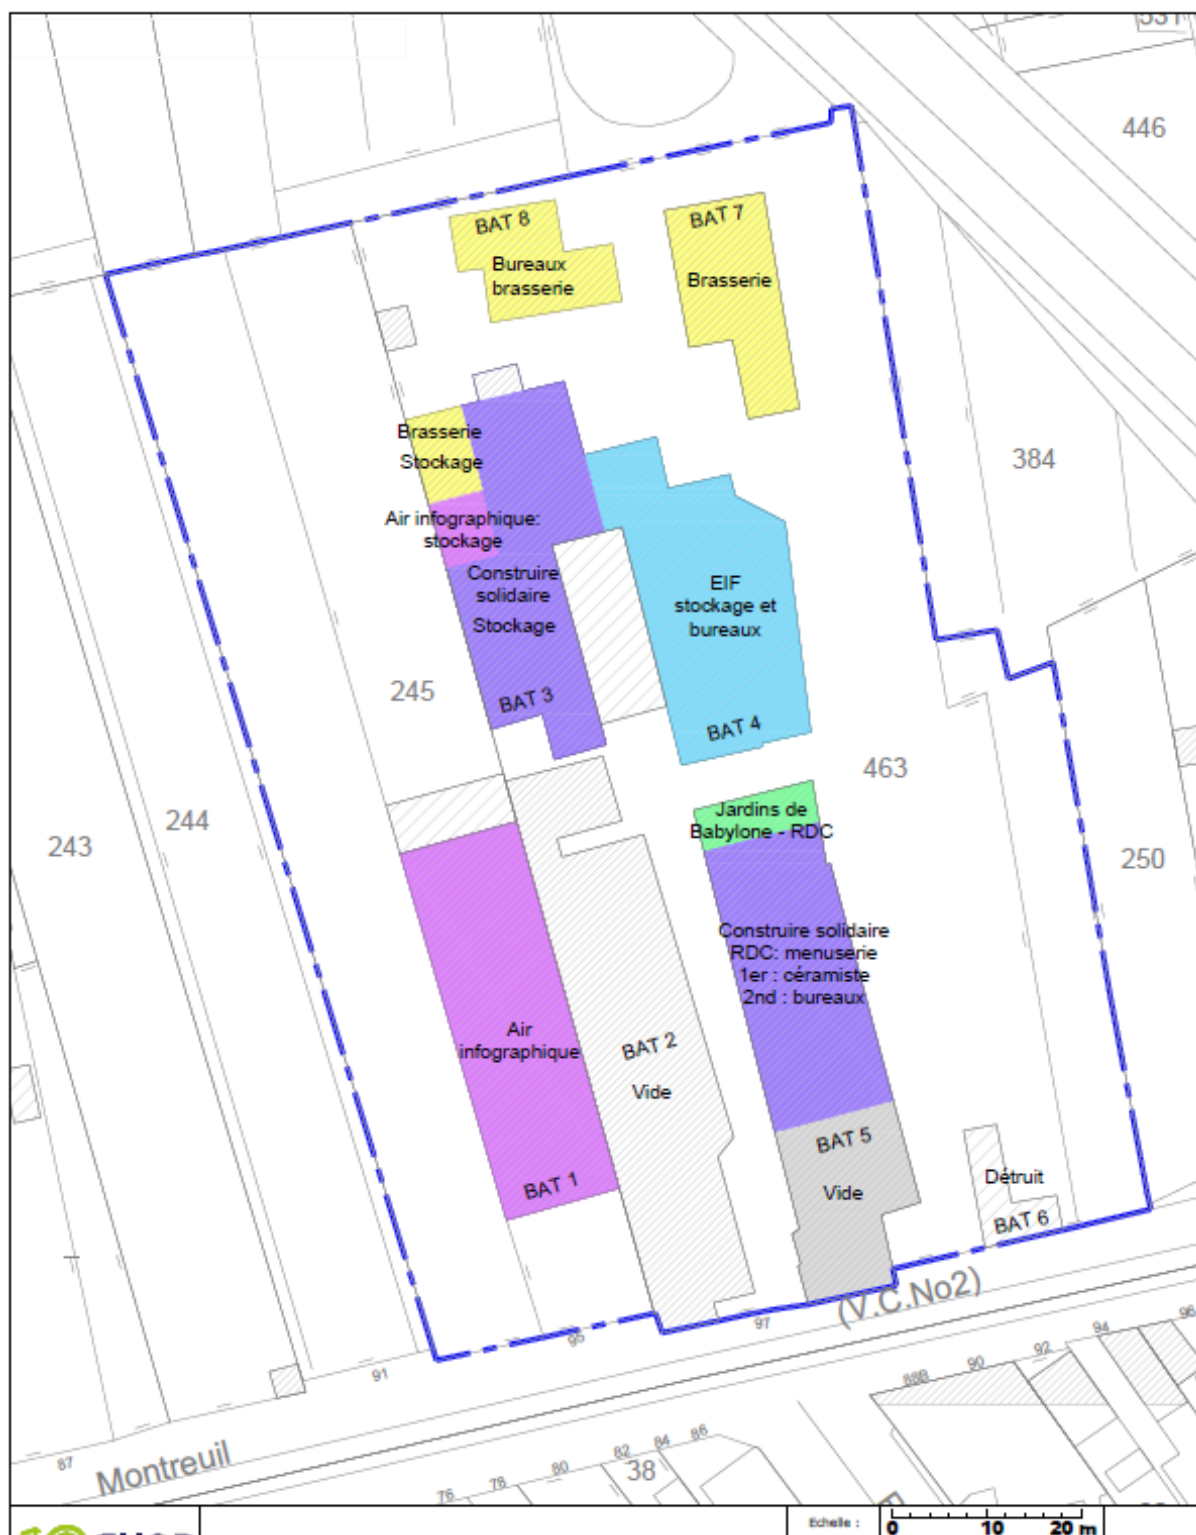 531
446
BAT 8
BAT 7
Bureaux
brasserie
Brasserie
Brasserie
Stockage
384
Air infographique:
stockage
Construire
solidaire
Stockage
EIF
stockage et
bureaux
245
BAT 3
BAT 4
463
244
243
Jardins de
Babylone - RDC
250
Construire solidaire
RDC: menuserie
1er : céramiste
2nd : bureaux
Air
infographique
BAT 2
Vide
BAT 5
Vide
BAT 1
Détruit
BAT 6
(V.C.No2)
97
95
91
96
94
92
90
88B
87
Montreuil
86
84
82
80
78
76
38
Echelle :
0 10 20 m